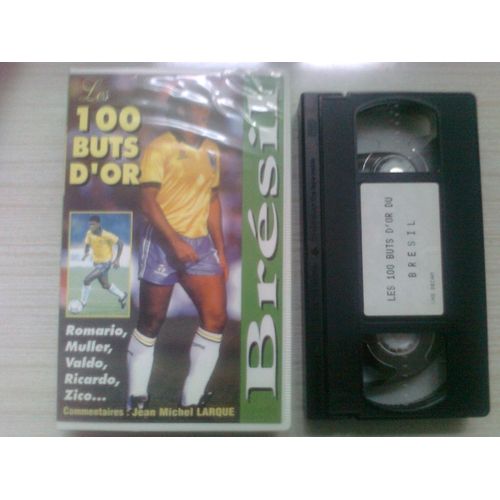 Les
100
BUTS
D'OR
Romario,
Muller,
Valdo,
Ricardo,
Zico...
Commentaires : Jean Michel LARQUE
Brésil
LES 100 BUTS D'OR DU
BRESIL